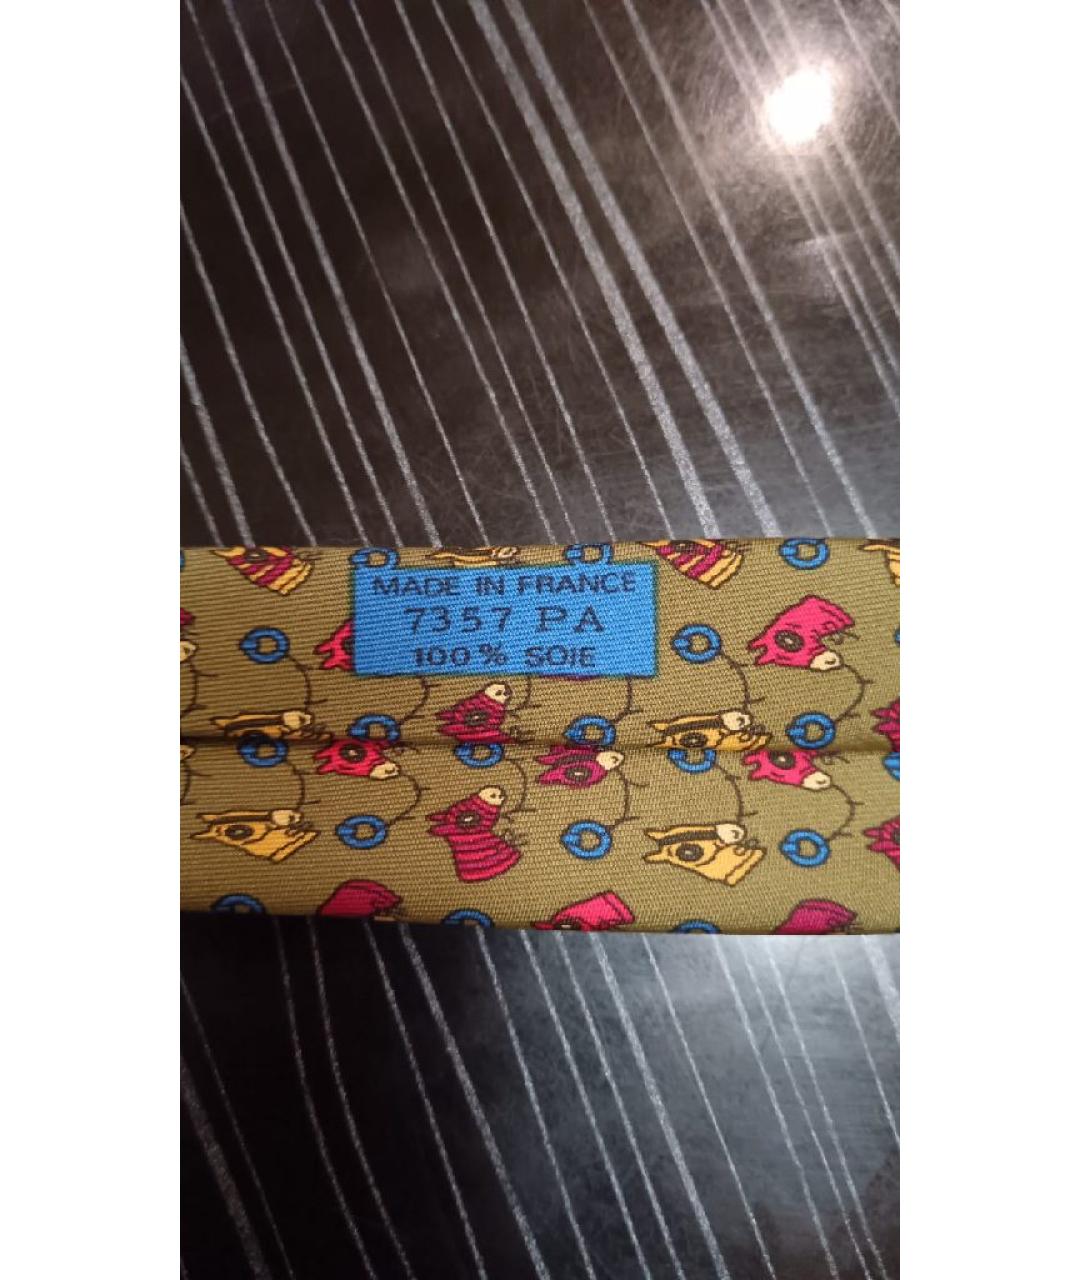 MADE IN FRANCE
7357 PA
100% SOIE